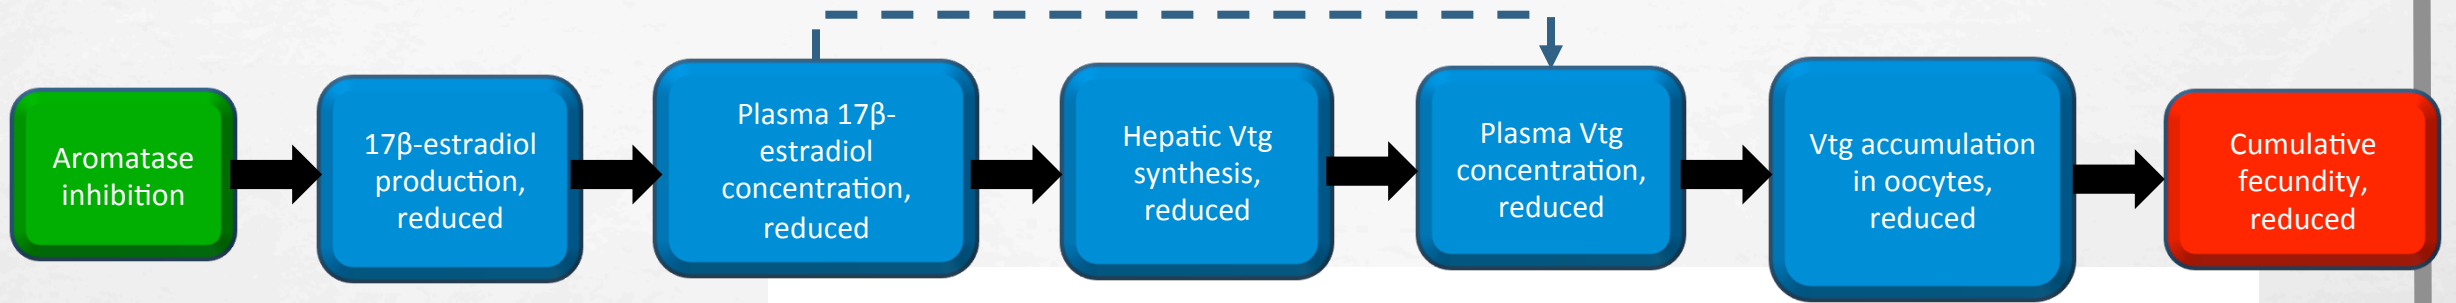 Aromatase
inhibition
17β-estradiol
production,
reduced
Plasma 17β-
estradiol
concentration,
reduced
Hepatic Vtg
synthesis,
reduced
Plasma Vtg
concentration,
reduced
Vtg accumulation
in oocytes,
reduced
Cumulative
fecundity,
reduced